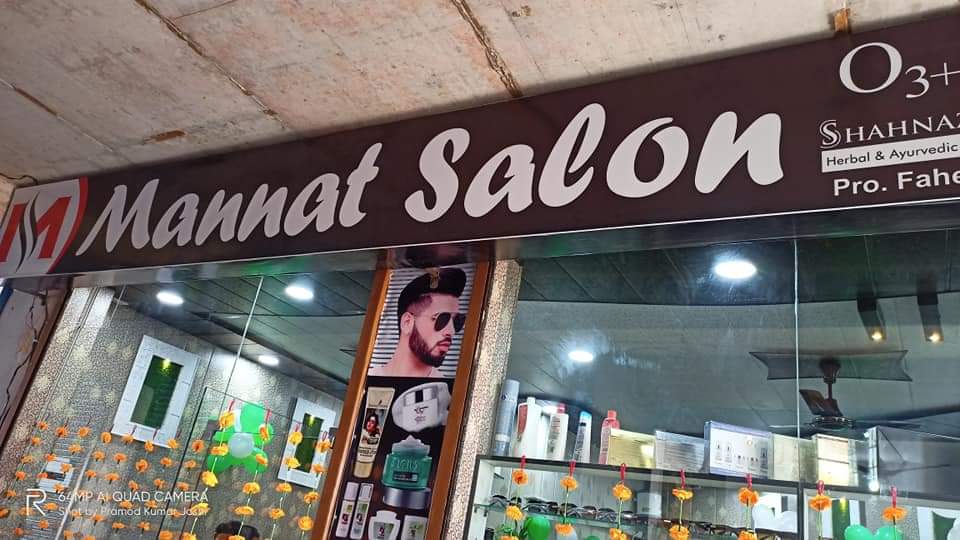 Mannat Salon
O3+
SHAHNAZ
Herbal & Ayurvedic
Pro. Fahe
64MP AI QUAD CAMERA
Shot by Pramod Kumar Joshi